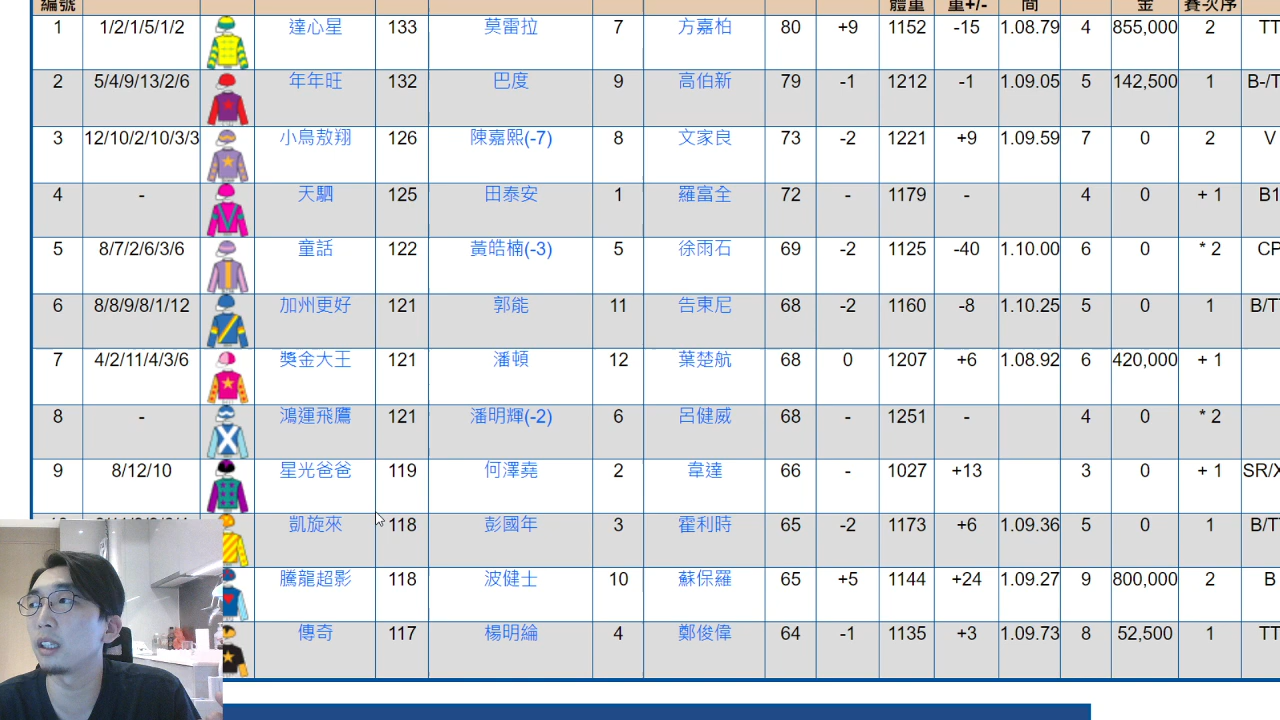 編號 體重 重+/- 間 金 賽次序
1 1/2/1/5/1/2 達心星 133 莫雷拉 7 方嘉柏 80 +9 1152 -15 1.08.79 4 855,000 2 TT
2 5/4/9/13/2/6 年年旺 132 巴度 9 高伯新 79 -1 1212 -1 1.09.05 5 142,500 1 B-/T
3 12/10/2/10/3/3 小鳥敖翔 126 陳嘉熙(-7) 8 文家良 73 -2 1221 +9 1.09.59 7 0 2 V
4 - 天駟 125 田泰安 1 羅富全 72 - 1179 - 4 0 + 1 B1
5 8/7/2/6/3/6 童話 122 黃皓楠(-3) 5 徐雨石 69 -2 1125 -40 1.10.00 6 0 * 2 CP
6 8/8/9/8/1/12 加州更好 121 郭能 11 告東尼 68 -2 1160 -8 1.10.25 5 0 1 B/T
7 4/2/11/4/3/6 獎金大王 121 潘頓 12 葉楚航 68 0 1207 +6 1.08.92 6 420,000 + 1
8 - 鴻運飛鷹 121 潘明輝(-2) 6 呂健威 68 - 1251 - 4 0 * 2
9 8/12/10 星光爸爸 119 何澤堯 2 韋達 66 - 1027 +13 3 0 + 1 SR/X
凱旋來 118 彭國年 3 霍利時 65 -2 1173 +6 1.09.36 5 0 1 B/T
騰龍超影 118 波健士 10 蘇保羅 65 +5 1144 +24 1.09.27 9 800,000 2 B
傳奇 117 楊明綸 4 鄭俊偉 64 -1 1135 +3 1.09.73 8 52,500 1 TT